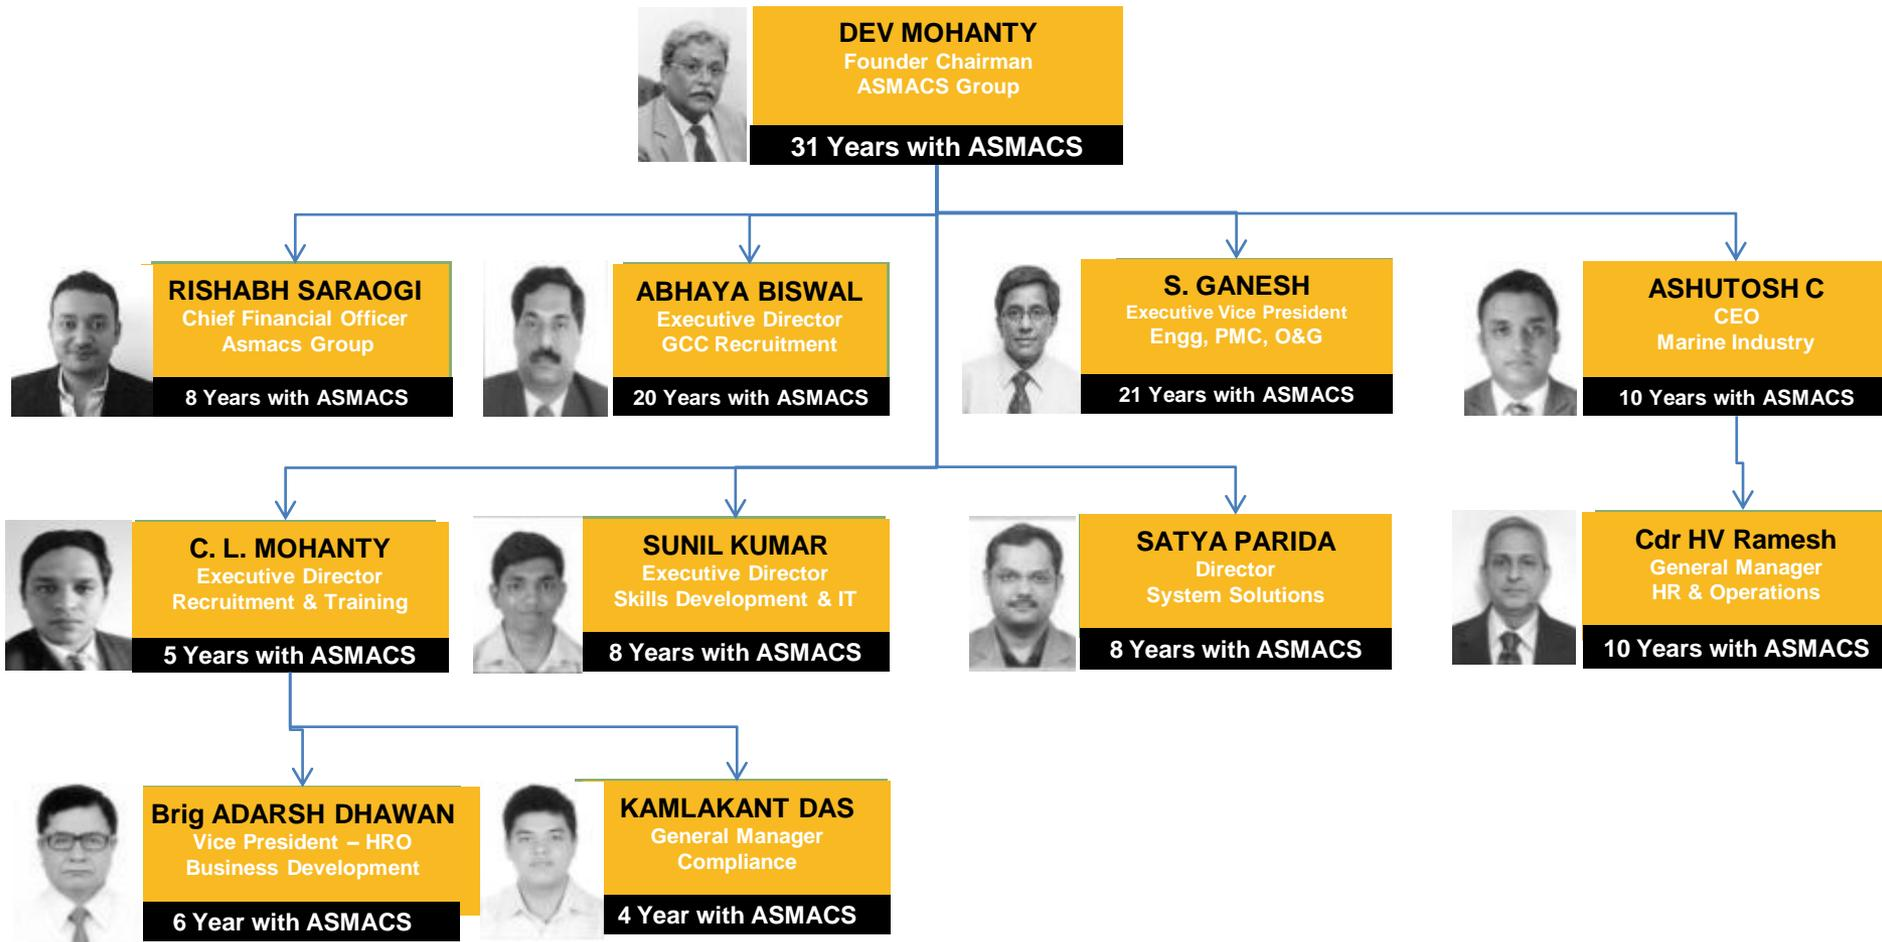 DEV MOHANTY
Founder Chairman
ASMACS Group
31 Years with ASMACS
RISHABH SARAOGI
Chief Financial Officer
Asmacs Group
8 Years with ASMACS
ABHAYA BISWAL
Executive Director
GCC Recruitment
20 Years with ASMACS
S. GANESH
Executive Vice President
Engg, PMC, O&G
21 Years with ASMACS
ASHUTOSH C
CEO
Marine Industry
10 Years with ASMACS
C. L. MOHANTY
Executive Director
Recruitment & Training
5 Years with ASMACS
SUNIL KUMAR
Executive Director
Skills Development & IT
8 Years with ASMACS
SATYA PARIDA
Director
System Solutions
8 Years with ASMACS
Cdr HV Ramesh
General Manager
HR & Operations
10 Years with ASMACS
Brig ADARSH DHAWAN
Vice President – HRO
Business Development
6 Year with ASMACS
KAMLAKANT DAS
General Manager
Compliance
4 Year with ASMACS